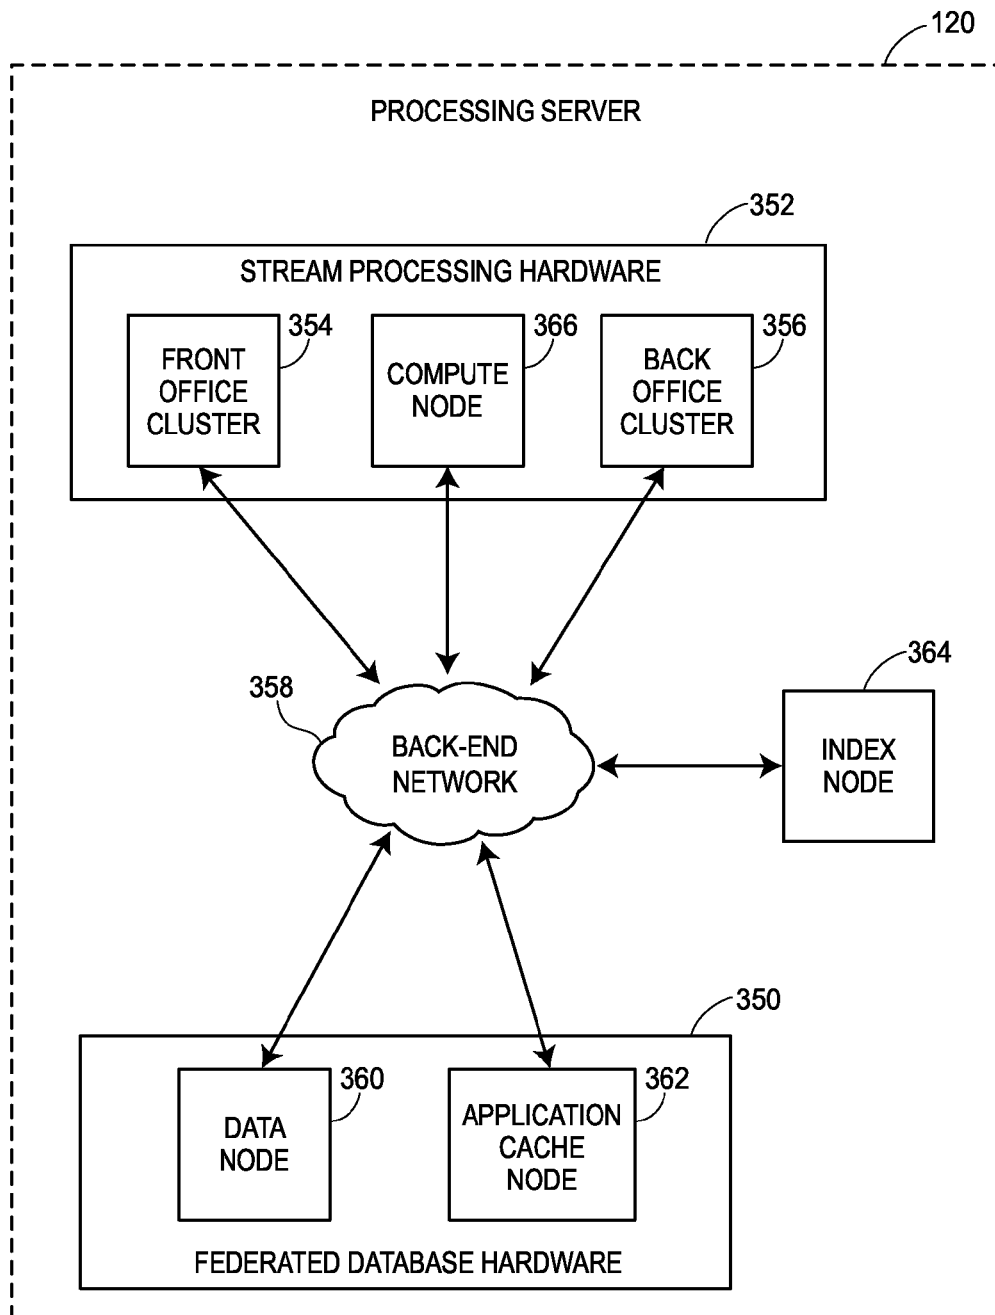 120
PROCESSING SERVER
352
STREAM PROCESSING HARDWARE
354
FRONT
OFFICE
CLUSTER
366
COMPUTE
NODE
356
BACK
OFFICE
CLUSTER
358
BACK-END
NETWORK
364
INDEX
NODE
350
360
DATA
NODE
362
APPLICATION
CACHE
NODE
FEDERATED DATABASE HARDWARE